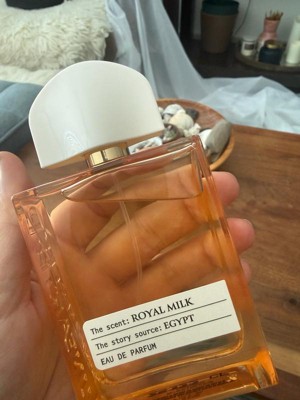 The scent: ROYAL MILK
The story source: EGYPT
EAU DE PARFUM